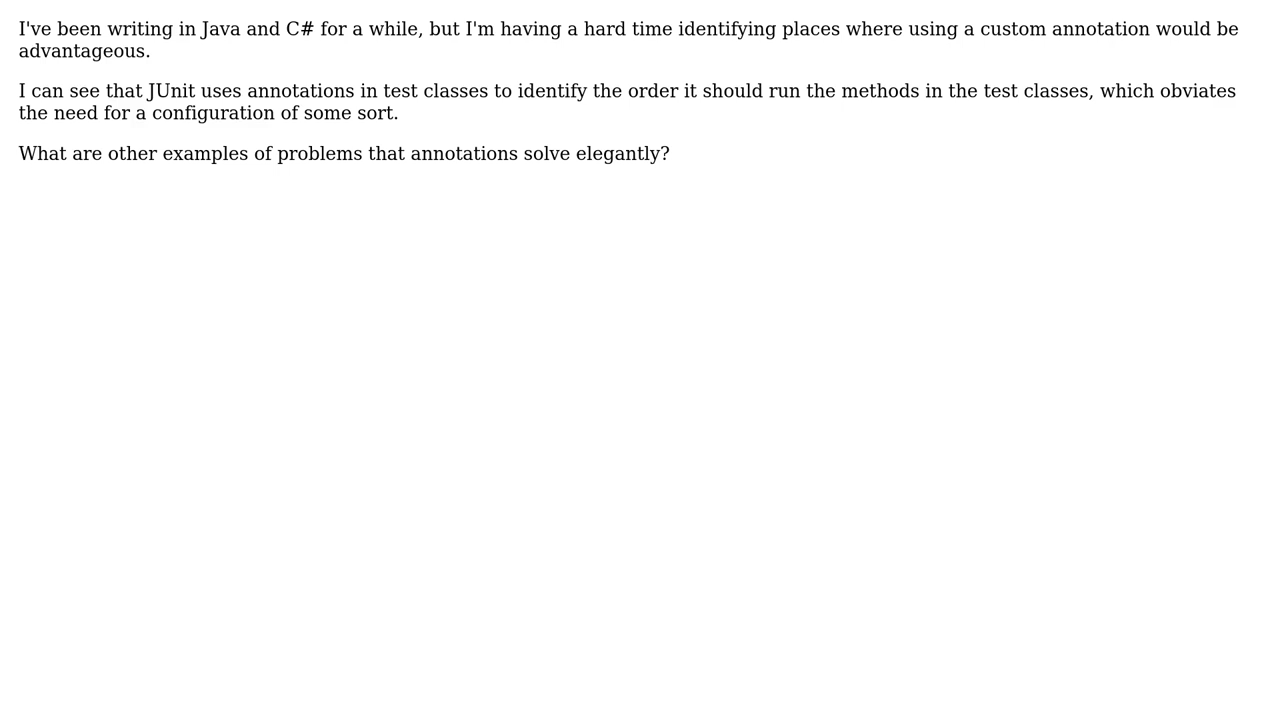 I've been writing in Java and C# for a while, but I'm having a hard time identifying places where using a custom annotation would be
advantageous.
I can see that JUnit uses annotations in test classes to identify the order it should run the methods in the test classes, which obviates
the need for a configuration of some sort.
What are other examples of problems that annotations solve elegantly?